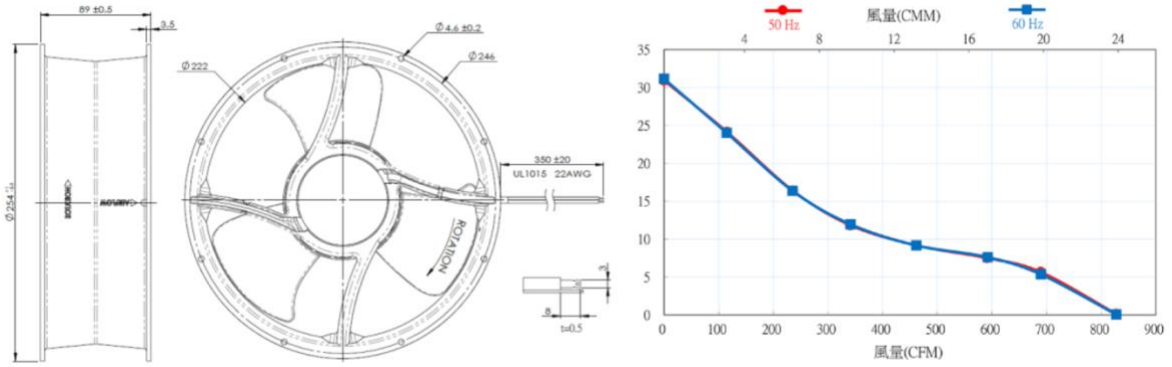 89 ±0.5
3.5
Ø 4.6 ±0.2
Ø 246
Ø 222
350 ±20
UL1015 22AWG
Ø 254
ROTATION
3
8
t=0.5
50 Hz
風量(CMM)
60 Hz
4 8 12 16 20 24
35
30
25
20
15
10
5
0
0 100 200 300 400 500 600 700 800 900
風量(CFM)